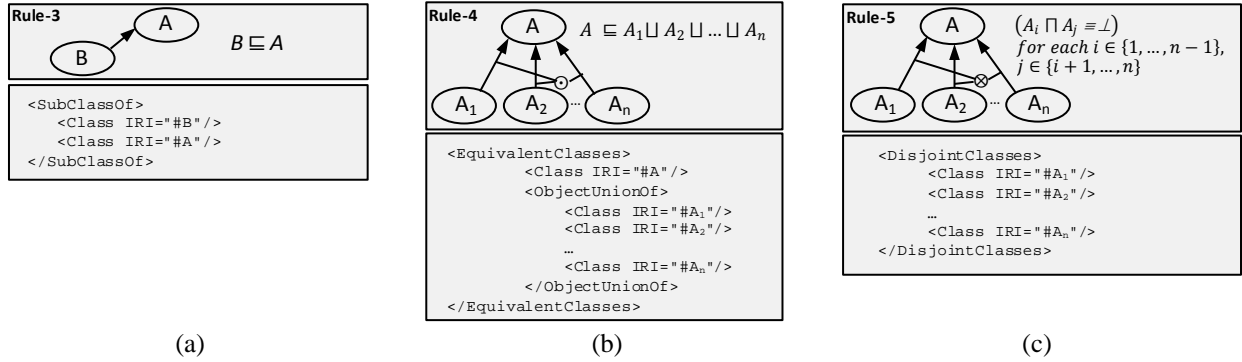 Rule-3
A
B
B ⊑ A
<SubClassOf>
<Class IRI="#B"/>
<Class IRI="#A"/>
</SubClassOf>
(a)
Rule-4
A
A ⊑ A₁⊔ A₂ ⊔ ... ⊔ Aₙ
A₁ A₂ ... Aₙ
<EquivalentClasses>
<Class IRI="#A"/>
<ObjectUnionOf>
<Class IRI="#A₁"/>
<Class IRI="#A₂"/>
…
<Class IRI="#Aₙ"/>
</ObjectUnionOf>
</EquivalentClasses>
(b)
Rule-5
A
(Aᵢ ⊓ Aⱼ ≡⊥)
for each i ∈ {1, … , n − 1},
j ∈ {i + 1, … , n}
A₁ A₂ ... Aₙ
<DisjointClasses>
<Class IRI="#A₁"/>
<Class IRI="#A₂"/>
…
<Class IRI="#Aₙ"/>
</DisjointClasses>
(c)